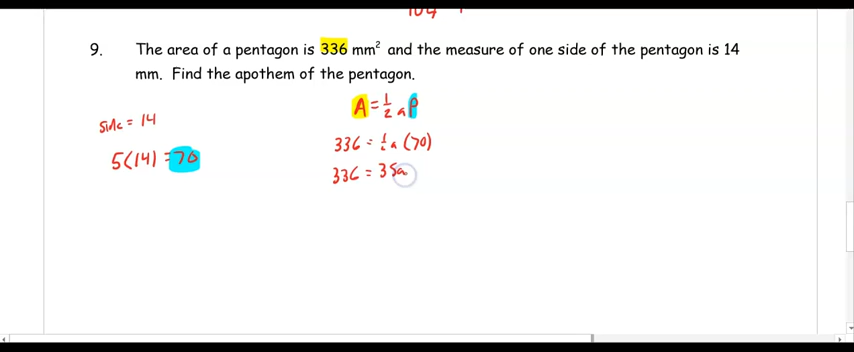 9. The area of a pentagon is 336 mm² and the measure of one side of the pentagon is 14
mm. Find the apothem of the pentagon.
A = 1/2 a P
side = 14
336 = 1/2 a (70)
5(14) = 70
336 = 35a